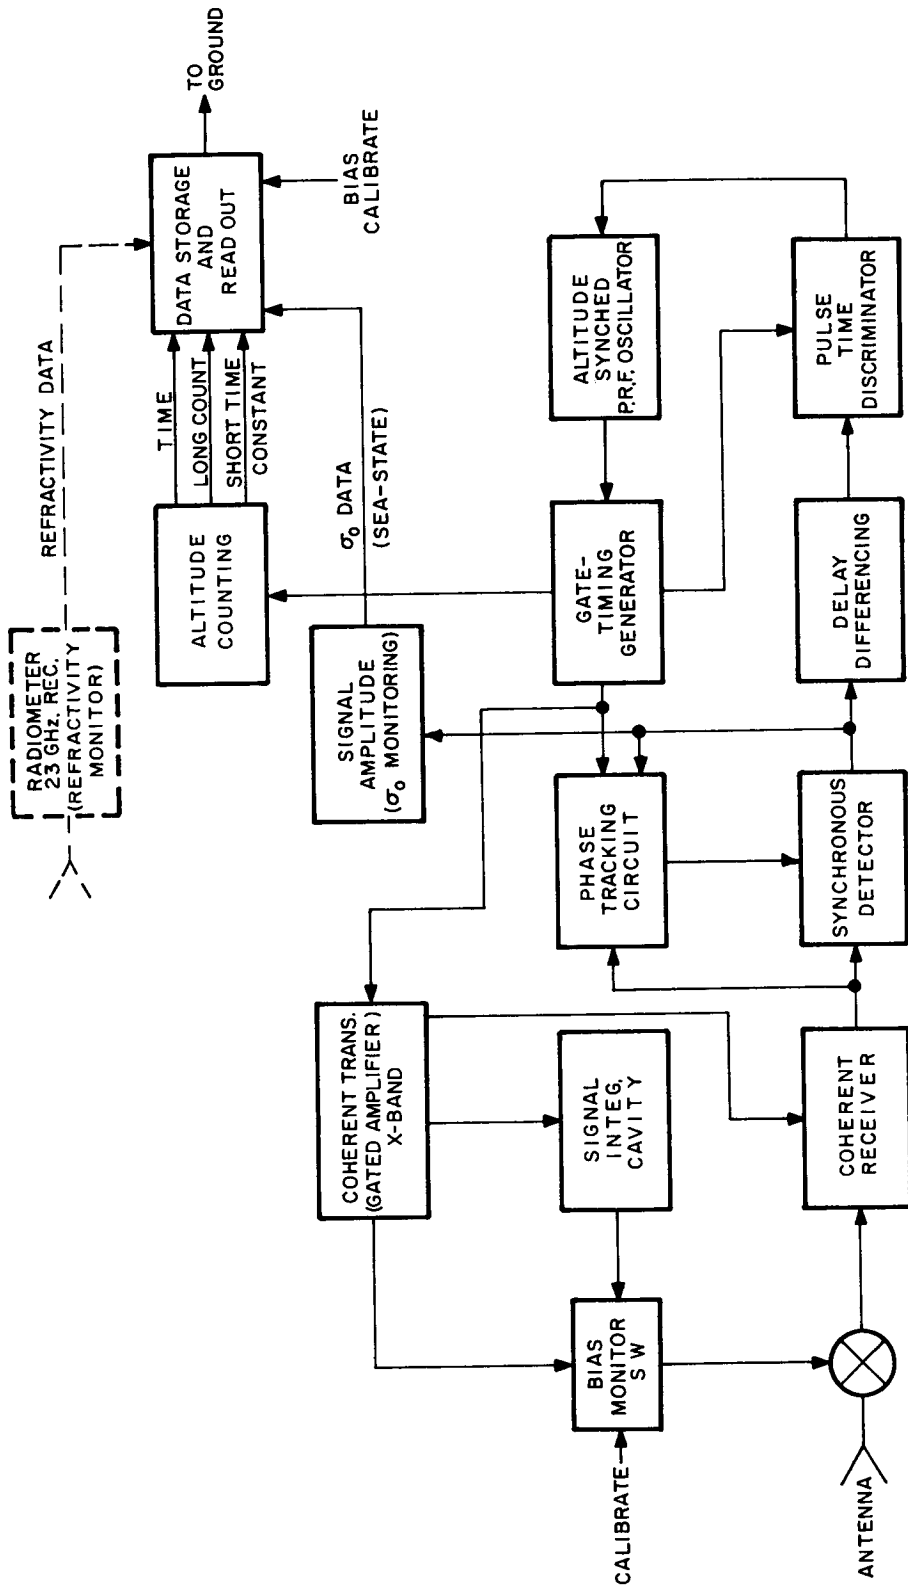 RADIOMETER
23 GHz. REC.
(REFRACTIVITY
MONITOR)
REFRACTIVITY DATA
ALTITUDE
COUNTING
TIME
LONG COUNT
SHORT TIME
CONSTANT
DATA STORAGE
AND
READ OUT
TO
GROUND
BIAS
CALIBRATE
SIGNAL
AMPLITUDE
(σ₀ MONITORING)
σ₀ DATA
(SEA-STATE)
COHERENT TRANS.
(GATED AMPLIFIER)
X-BAND
PHASE
TRACKING
CIRCUIT
GATE-
TIMING
GENERATOR
ALTITUDE
SYNCHED
P.R.F. OSCILLATOR
SIGNAL
INTEG,
CAVITY
CALIBRATE
BIAS
MONITOR
S W
ANTENNA
COHERENT
RECEIVER
SYNCHRONOUS
DETECTOR
DELAY
DIFFERENCING
PULSE
TIME
DISCRIMINATOR